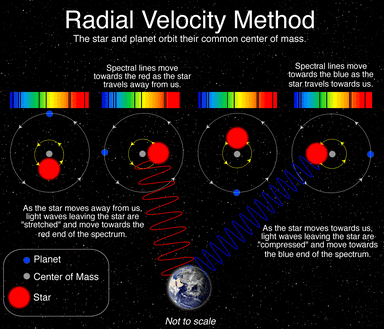 Radial Velocity Method
The star and planet orbit their common center of mass.
Spectral lines move
towards the red as the star
travels away from us.
Spectral lines move
towards the blue as the
star travels towards us.
As the star moves away from us,
light waves leaving the star are
"stretched" and move towards the
red end of the spectrum.
As the star moves towards us,
light waves leaving the star are
"compressed" and move towards
the blue end of the spectrum.
Planet
Center of Mass
Star
Not to scale